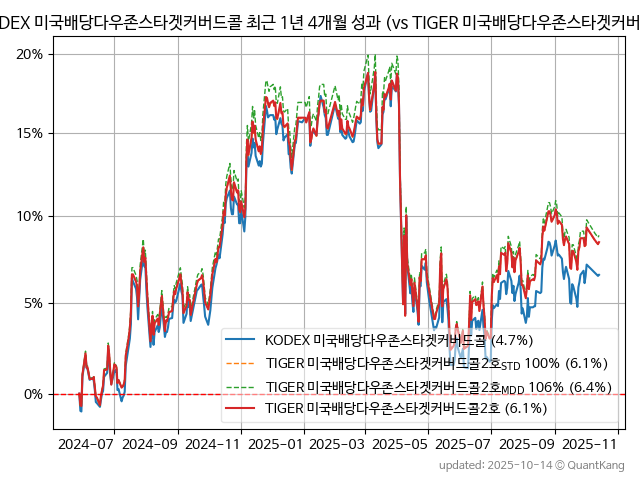 DEX 미국배당다우존스타겟커버드콜 최근 1년 4개월 성과 (vs TIGER 미국배당다우존스타겟커버
20%
15%
10%
5%
0%
KODEX 미국배당다우존스타겟커버드콜 (4.7%)
TIGER 미국배당다우존스타겟커버드콜2호STD 100% (6.1%)
TIGER 미국배당다우존스타겟커버드콜2호MDD 106% (6.4%)
TIGER 미국배당다우존스타겟커버드콜2호 (6.1%)
2024-07 2024-09 2024-11 2025-01 2025-03 2025-05 2025-07 2025-09 2025-11
updated: 2025-10-14 © QuantKang